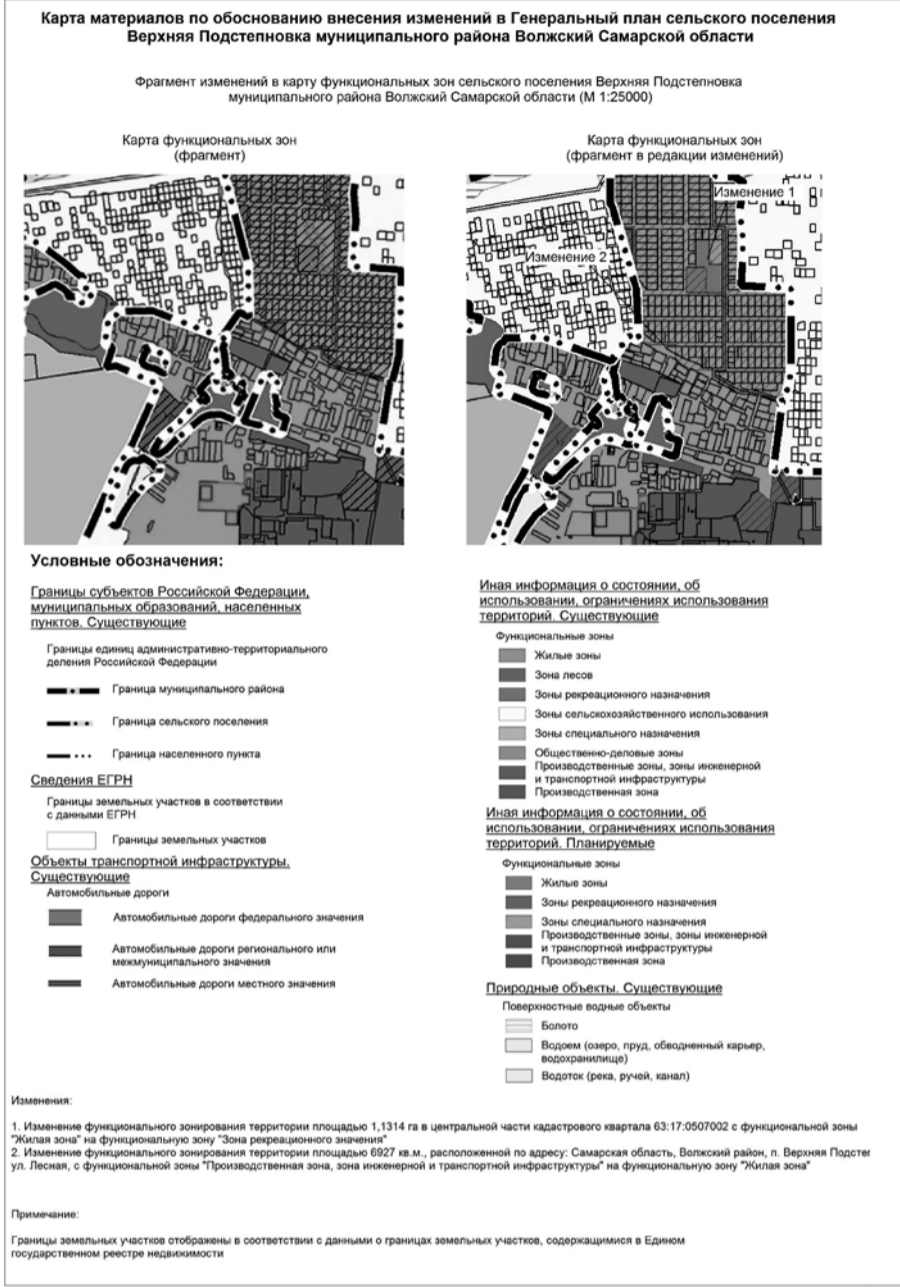 Карта материалов по обоснованию внесения изменений в Генеральный план сельского поселения
Верхняя Подстепновка муниципального района Волжский Самарской области
Фрагмент изменений в карту функциональных зон сельского поселения Верхняя Подстепновка
муниципального района Волжский Самарской области (М 1:25000)
Карта функциональных зон
(фрагмент)
Карта функциональных зон
(фрагмент в редакции изменений)
Изменение 1
Изменение 2
Условные обозначения:
Границы субъектов Российской Федерации,
муниципальных образований, населенных
пунктов. Существующие
Границы единиц административно-территориального
деления Российской Федерации
Граница муниципального района
Граница сельского поселения
Граница населенного пункта
Сведения ЕГРН
Границы земельных участков в соответствии
с данными ЕГРН
Границы земельных участков
Объекты транспортной инфраструктуры.
Существующие
Автомобильные дороги
Автомобильные дороги федерального значения
Автомобильные дороги регионального или
межмуниципального значения
Автомобильные дороги местного значения
Иная информация о состоянии, об
использовании, ограничениях использования
территорий. Существующие
Функциональные зоны
Жилые зоны
Зона лесов
Зоны рекреационного назначения
Зоны сельскохозяйственного использования
Зоны специального назначения
Общественно-деловые зоны
Производственные зоны, зоны инженерной
и транспортной инфраструктуры
Производственная зона
Иная информация о состоянии, об
использовании, ограничениях использования
территорий. Планируемые
Функциональные зоны
Жилые зоны
Зоны рекреационного назначения
Зоны специального назначения
Производственные зоны, зоны инженерной
и транспортной инфраструктуры
Производственная зона
Природные объекты. Существующие
Поверхностные водные объекты
Болото
Водоем (озеро, пруд, обводненный карьер,
водохранилище)
Водоток (река, ручей, канал)
Изменения:
1. Изменение функционального зонирования территории площадью 1,1314 га в центральной части кадастрового квартала 63:17:0507002 с функциональной зоны
"Жилая зона" на функциональную зону "Зона рекреационного значения"
2. Изменение функционального зонирования территории площадью 6927 кв.м., расположенной по адресу: Самарская область, Волжский район, п. Верхняя Подстеп
ул. Лесная, с функциональной зоны "Производственная зона, зона инженерной и транспортной инфраструктуры" на функциональную зону "Жилая зона"
Примечание:
Границы земельных участков отображены в соответствии с данными о границах земельных участков, содержащимися в Едином
государственном реестре недвижимости